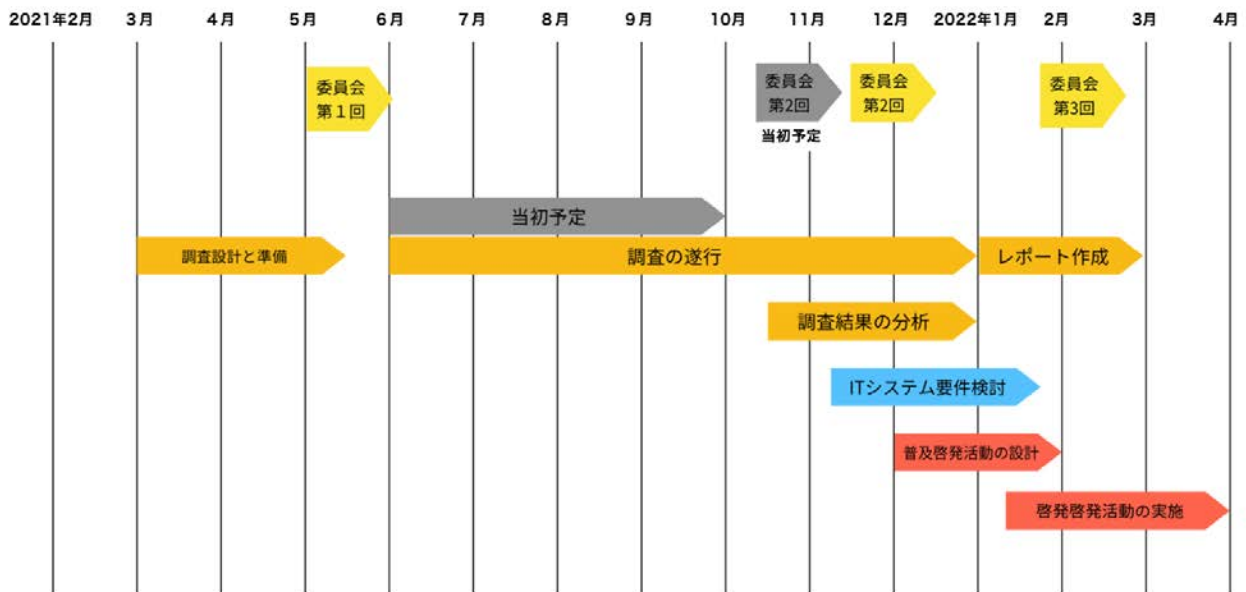 2021年2月 3月 4月 5月 6月 7月 8月 9月 10月 11月 12月 2022年1月 2月 3月 4月
委員会
第１回
委員会
第2回
当初予定
委員会
第2回
委員会
第3回
当初予定
調査設計と準備
調査の遂行
レポート作成
調査結果の分析
ITシステム要件検討
普及啓発活動の設計
啓発啓発活動の実施